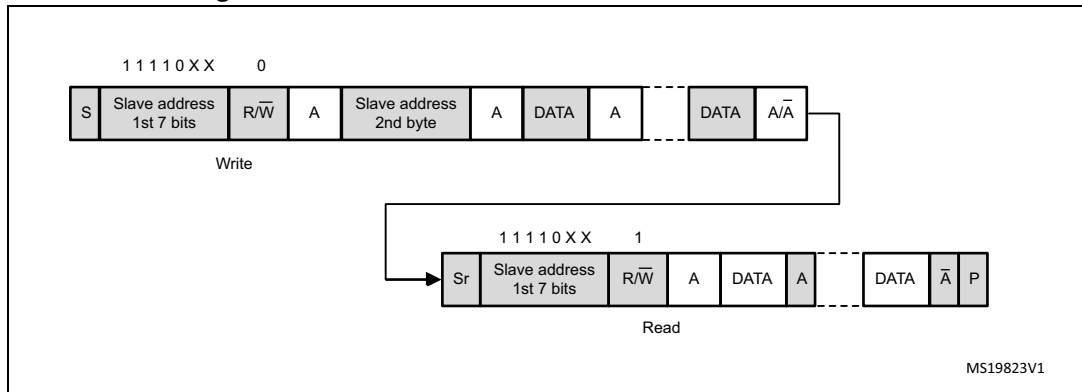 1 1 1 1 0 X X 0
S Slave address 1st 7 bits R/W̅ A Slave address 2nd byte A DATA A DATA A/A̅
Write
1 1 1 1 0 X X 1
Sr Slave address 1st 7 bits R/W̅ A DATA A DATA A̅ P
Read
MS19823V1